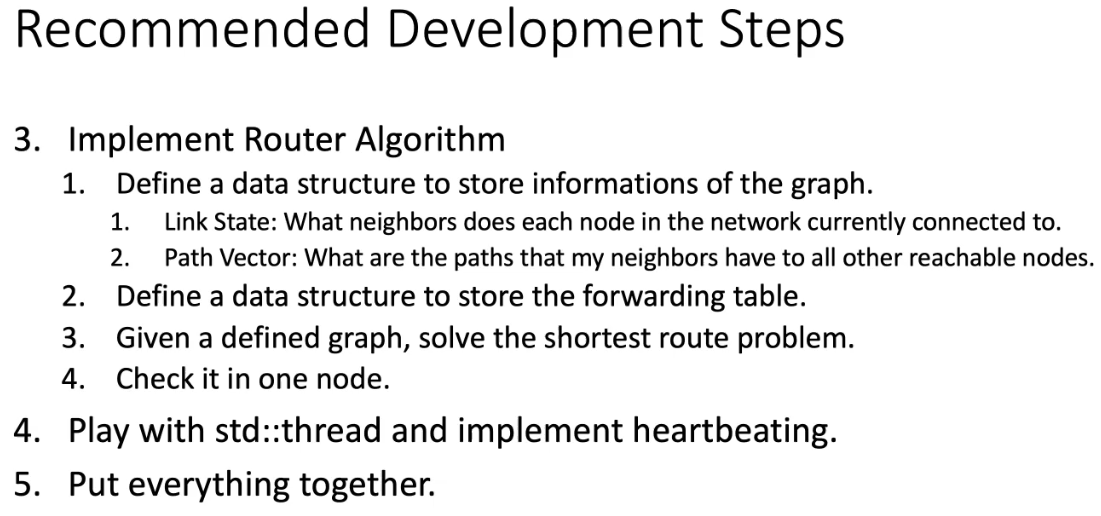 Recommended Development Steps
3. Implement Router Algorithm
1. Define a data structure to store informations of the graph.
1. Link State: What neighbors does each node in the network currently connected to.
2. Path Vector: What are the paths that my neighbors have to all other reachable nodes.
2. Define a data structure to store the forwarding table.
3. Given a defined graph, solve the shortest route problem.
4. Check it in one node.
4. Play with std::thread and implement heartbeating.
5. Put everything together.